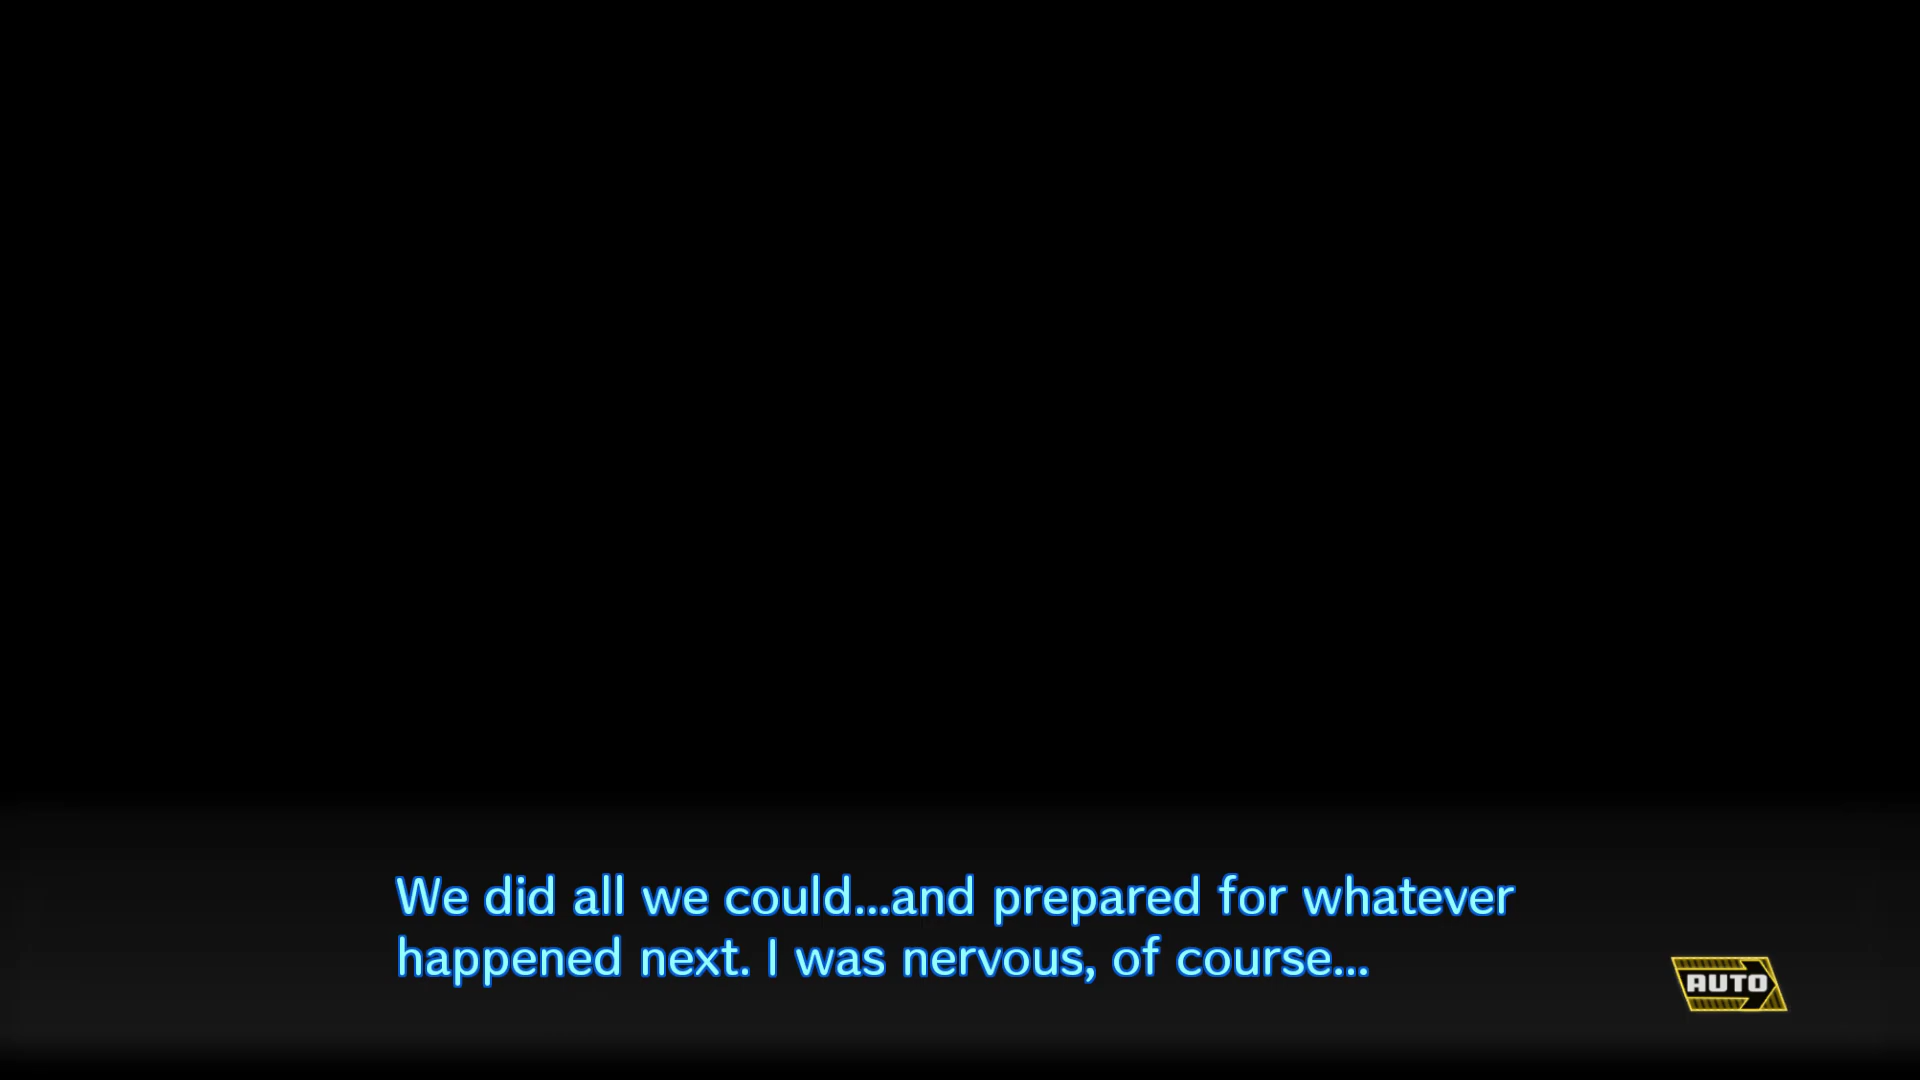 We did all we could...and prepared for whatever
happened next. I was nervous, of course...
AUTO